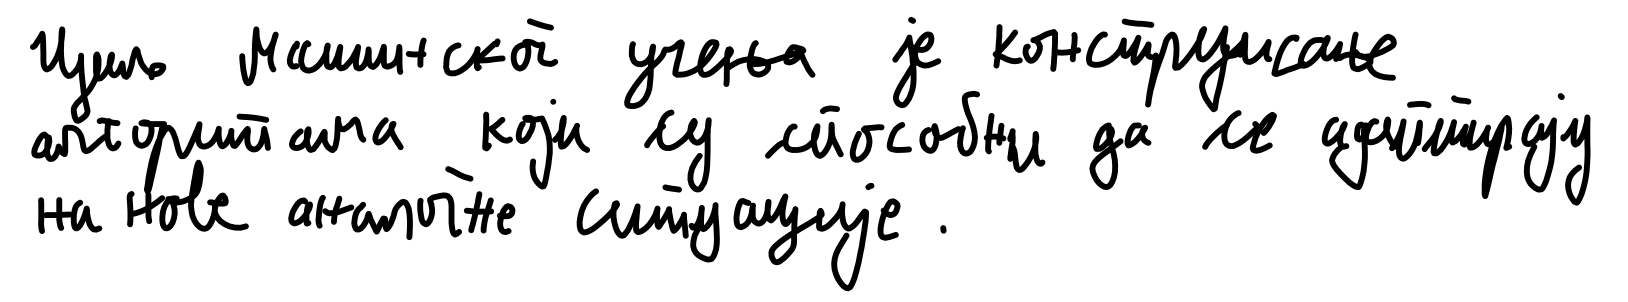 Циљ машинског учења је конструисање
алгоритама који су способни да се адаптирају
на нове аналогне ситуације.